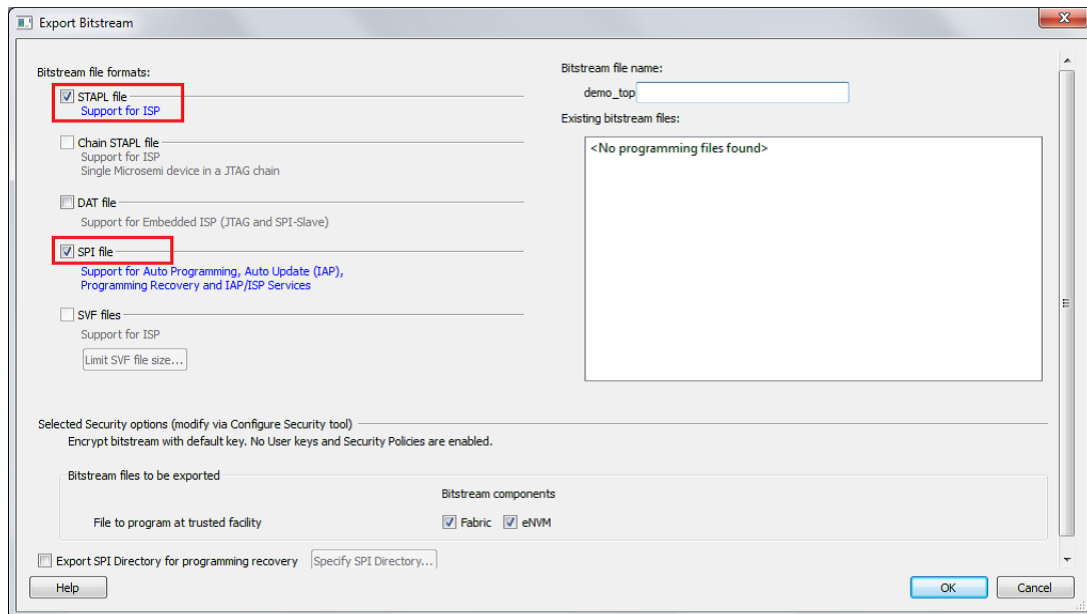 Export Bitstream
Bitstream file formats:
STAPL file
Support for ISP
Chain STAPL file
Support for ISP
Single Microsemi device in a JTAG chain
DAT file
Support for Embedded ISP (JTAG and SPI-Slave)
SPI file
Support for Auto Programming, Auto Update (IAP),
Programming Recovery and IAP/ISP Services
SVF files
Support for ISP
Limit SVF file size...
Bitstream file name:
demo_top
Existing bitstream files:
<No programming files found>
Selected Security options (modify via Configure Security tool)
Encrypt bitstream with default key. No User keys and Security Policies are enabled.
Bitstream files to be exported
Bitstream components
File to program at trusted facility Fabric eNVM
Export SPI Directory for programming recovery Specify SPI Directory...
Help OK Cancel